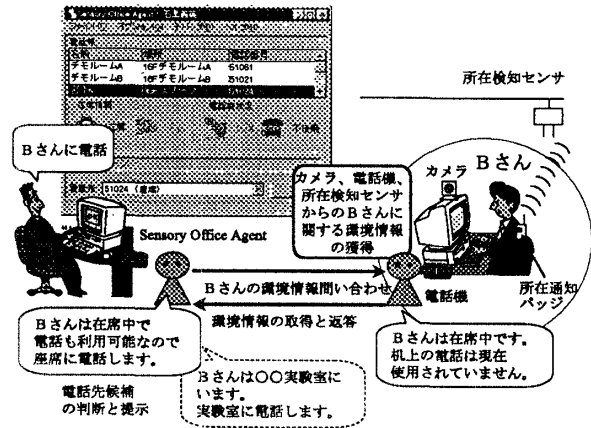 デモルームA 16Fデモルーム-A 51061
デモルームB 16Fデモルーム-B 51021
51024 (座席)
所在検知センサ
Bさんに電話
カメラ、電話機、
所在検知センサ
からのBさんに
関する環境情報
の獲得
カメラ
Bさん
Sensory Office Agent
Bさんの環境情報問い合わせ
電話機
所在通知
バッジ
環境情報の取得と返答
Bさんは在席中で
電話も利用可能なので
座席に電話します。
Bさんは在席中です。
机上の電話は現在
使用されていません。
電話先候補
の判断と提示
Bさんは〇〇実験室に
います。
実験室に電話します。